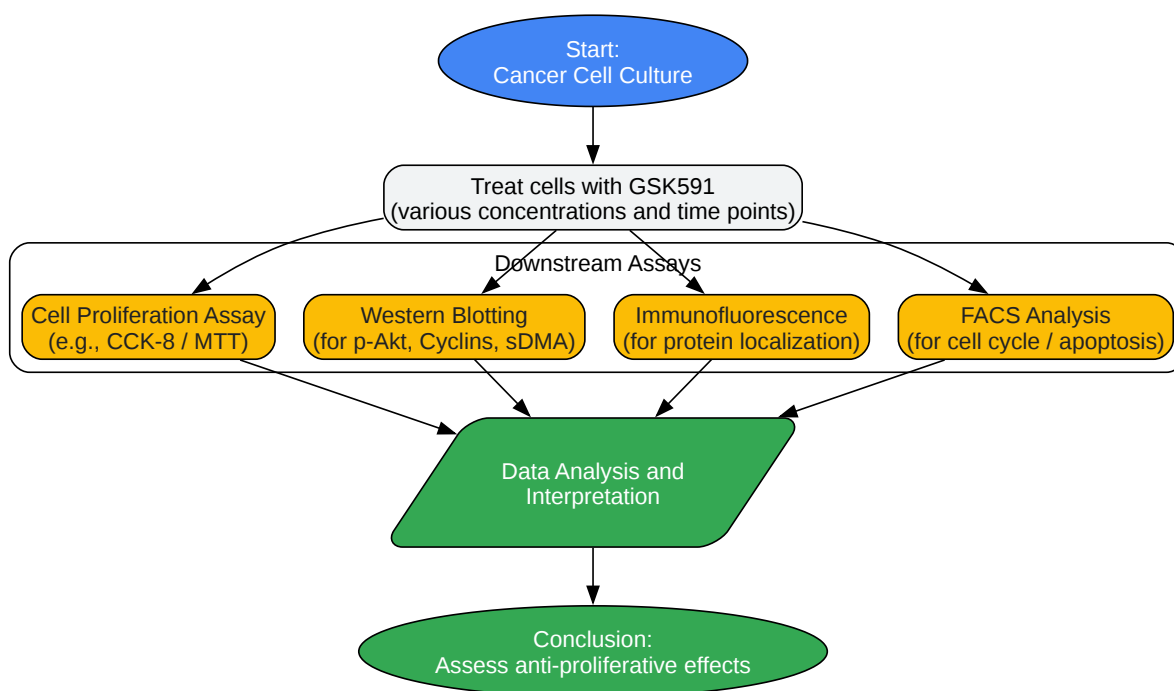 Start:
Cancer Cell Culture
Treat cells with GSK591
(various concentrations and time points)
Downstream Assays
Cell Proliferation Assay
(e.g., CCK-8 / MTT)
Western Blotting
(for p-Akt, Cyclins, sDMA)
Immunofluorescence
(for protein localization)
FACS Analysis
(for cell cycle / apoptosis)
Data Analysis and
Interpretation
Conclusion:
Assess anti-proliferative effects